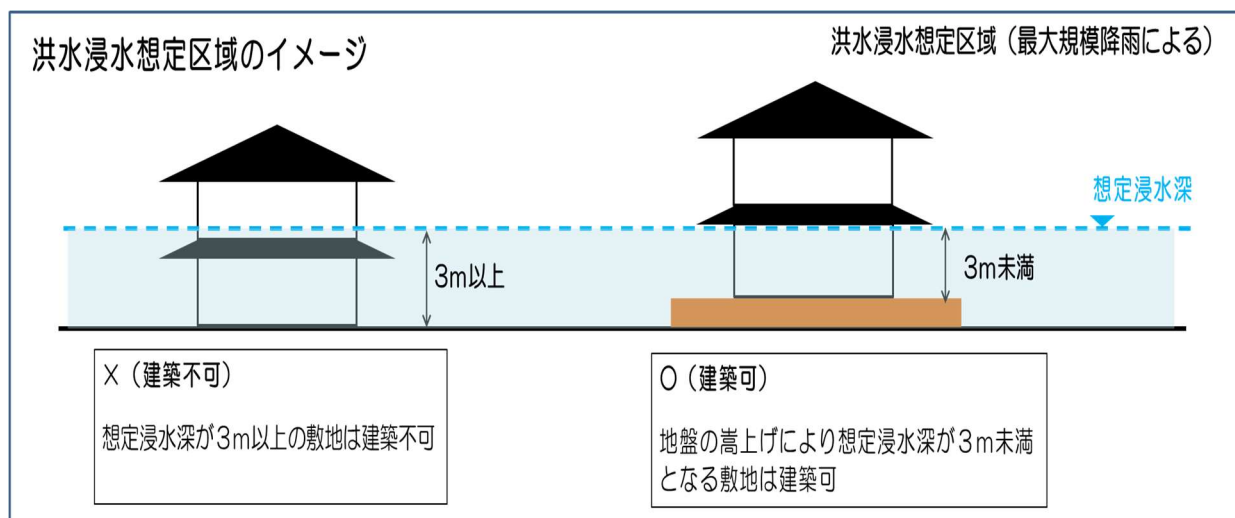 洪水浸水想定区域のイメージ
洪水浸水想定区域（最大規模降雨による）
想定浸水深
3m以上
3m未満
×（建築不可）
想定浸水深が3m以上の敷地は建築不可
○（建築可）
地盤の嵩上げにより想定浸水深が3m未満
となる敷地は建築可